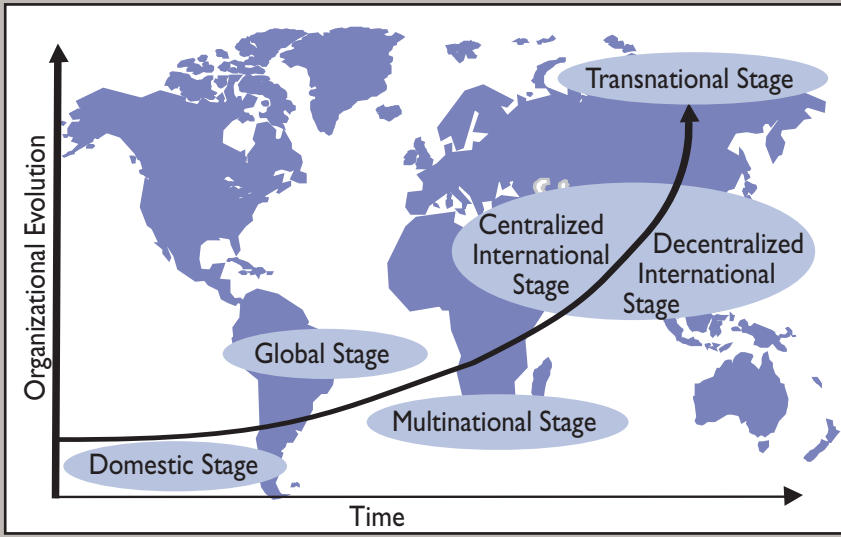 Transnational Stage
Organizational Evolution
Centralized
International
Stage
Decentralized
International
Stage
Global Stage
Multinational Stage
Domestic Stage
Time